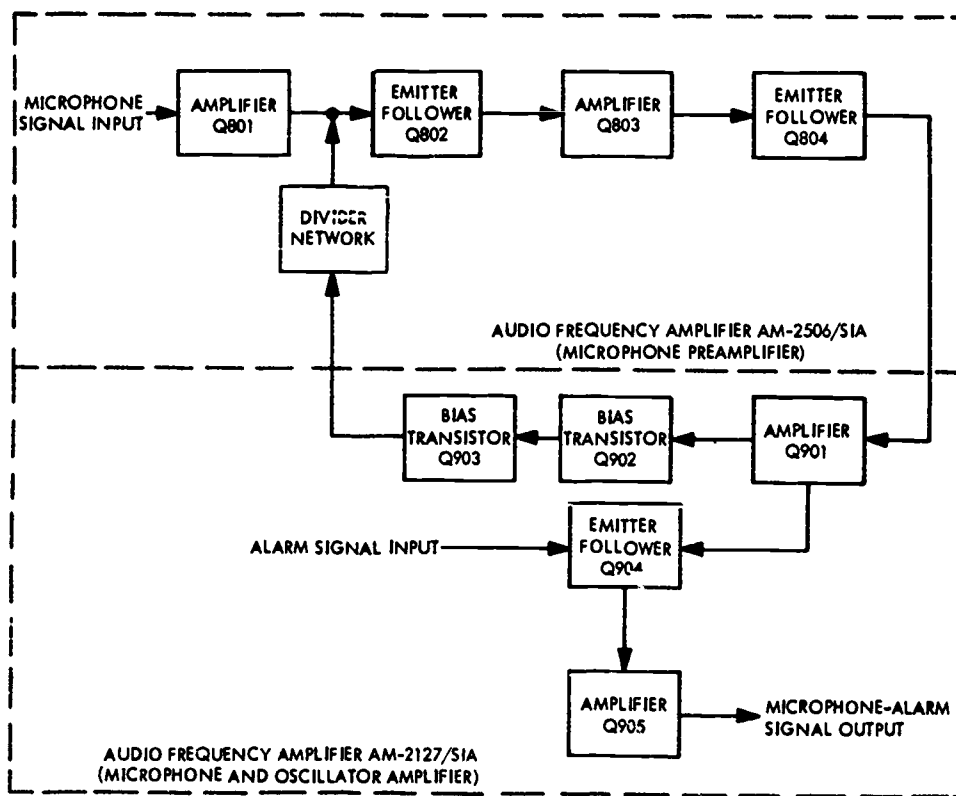 MICROPHONE
SIGNAL INPUT
AMPLIFIER
Q801
EMITTER
FOLLOWER
Q802
AMPLIFIER
Q803
EMITTER
FOLLOWER
Q804
DIVIDER
NETWORK
AUDIO FREQUENCY AMPLIFIER AM-2506/SIA
(MICROPHONE PREAMPLIFIER)
BIAS
TRANSISTOR
Q903
BIAS
TRANSISTOR
Q902
AMPLIFIER
Q901
ALARM SIGNAL INPUT
EMITTER
FOLLOWER
Q904
AMPLIFIER
Q905
MICROPHONE-ALARM
SIGNAL OUTPUT
AUDIO FREQUENCY AMPLIFIER AM-2127/SIA
(MICROPHONE AND OSCILLATOR AMPLIFIER)